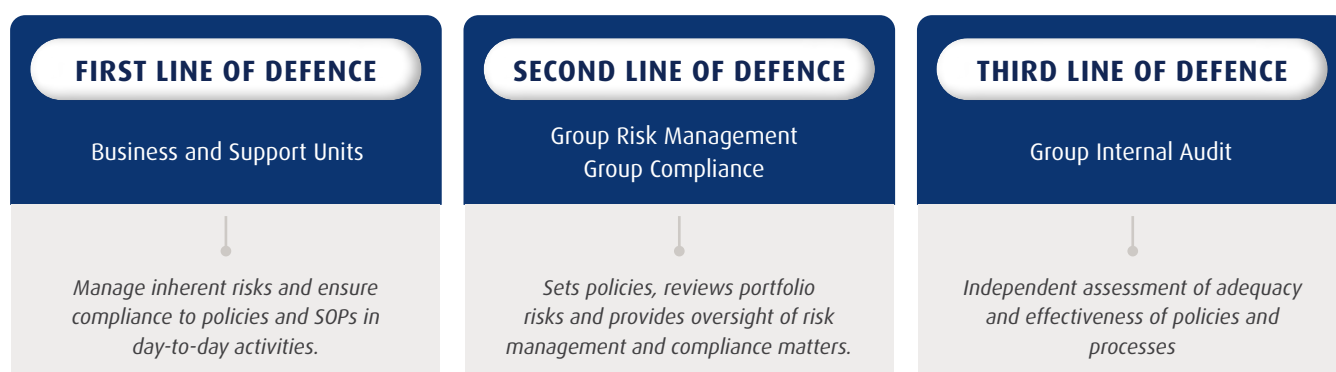 FIRST LINE OF DEFENCE
Business and Support Units
Manage inherent risks and ensure
compliance to policies and SOPs in
day-to-day activities.
SECOND LINE OF DEFENCE
Group Risk Management
Group Compliance
Sets policies, reviews portfolio
risks and provides oversight of risk
management and compliance matters.
THIRD LINE OF DEFENCE
Group Internal Audit
Independent assessment of adequacy
and effectiveness of policies and
processes